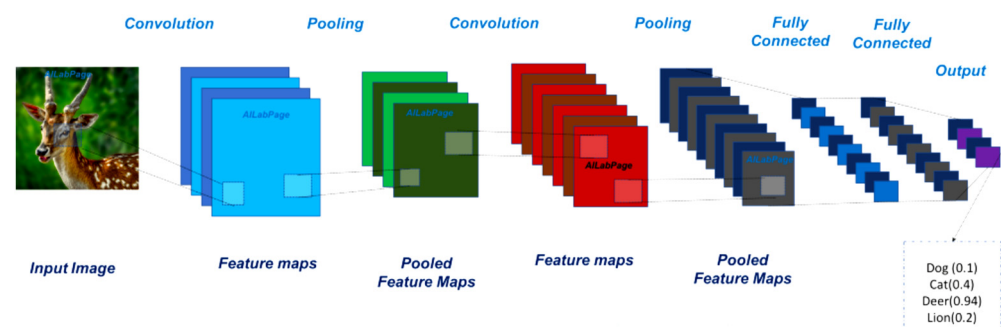 Convolution
Pooling
Convolution
Pooling
Fully
Connected
Fully
Connected
Output
AILabPage
AILabPage
AILabPage
AILabPage
AILabPage
Input Image
Feature maps
Pooled
Feature Maps
Feature maps
Pooled
Feature Maps
Dog (0.1)
Cat(0.4)
Deer(0.94)
Lion(0.2)